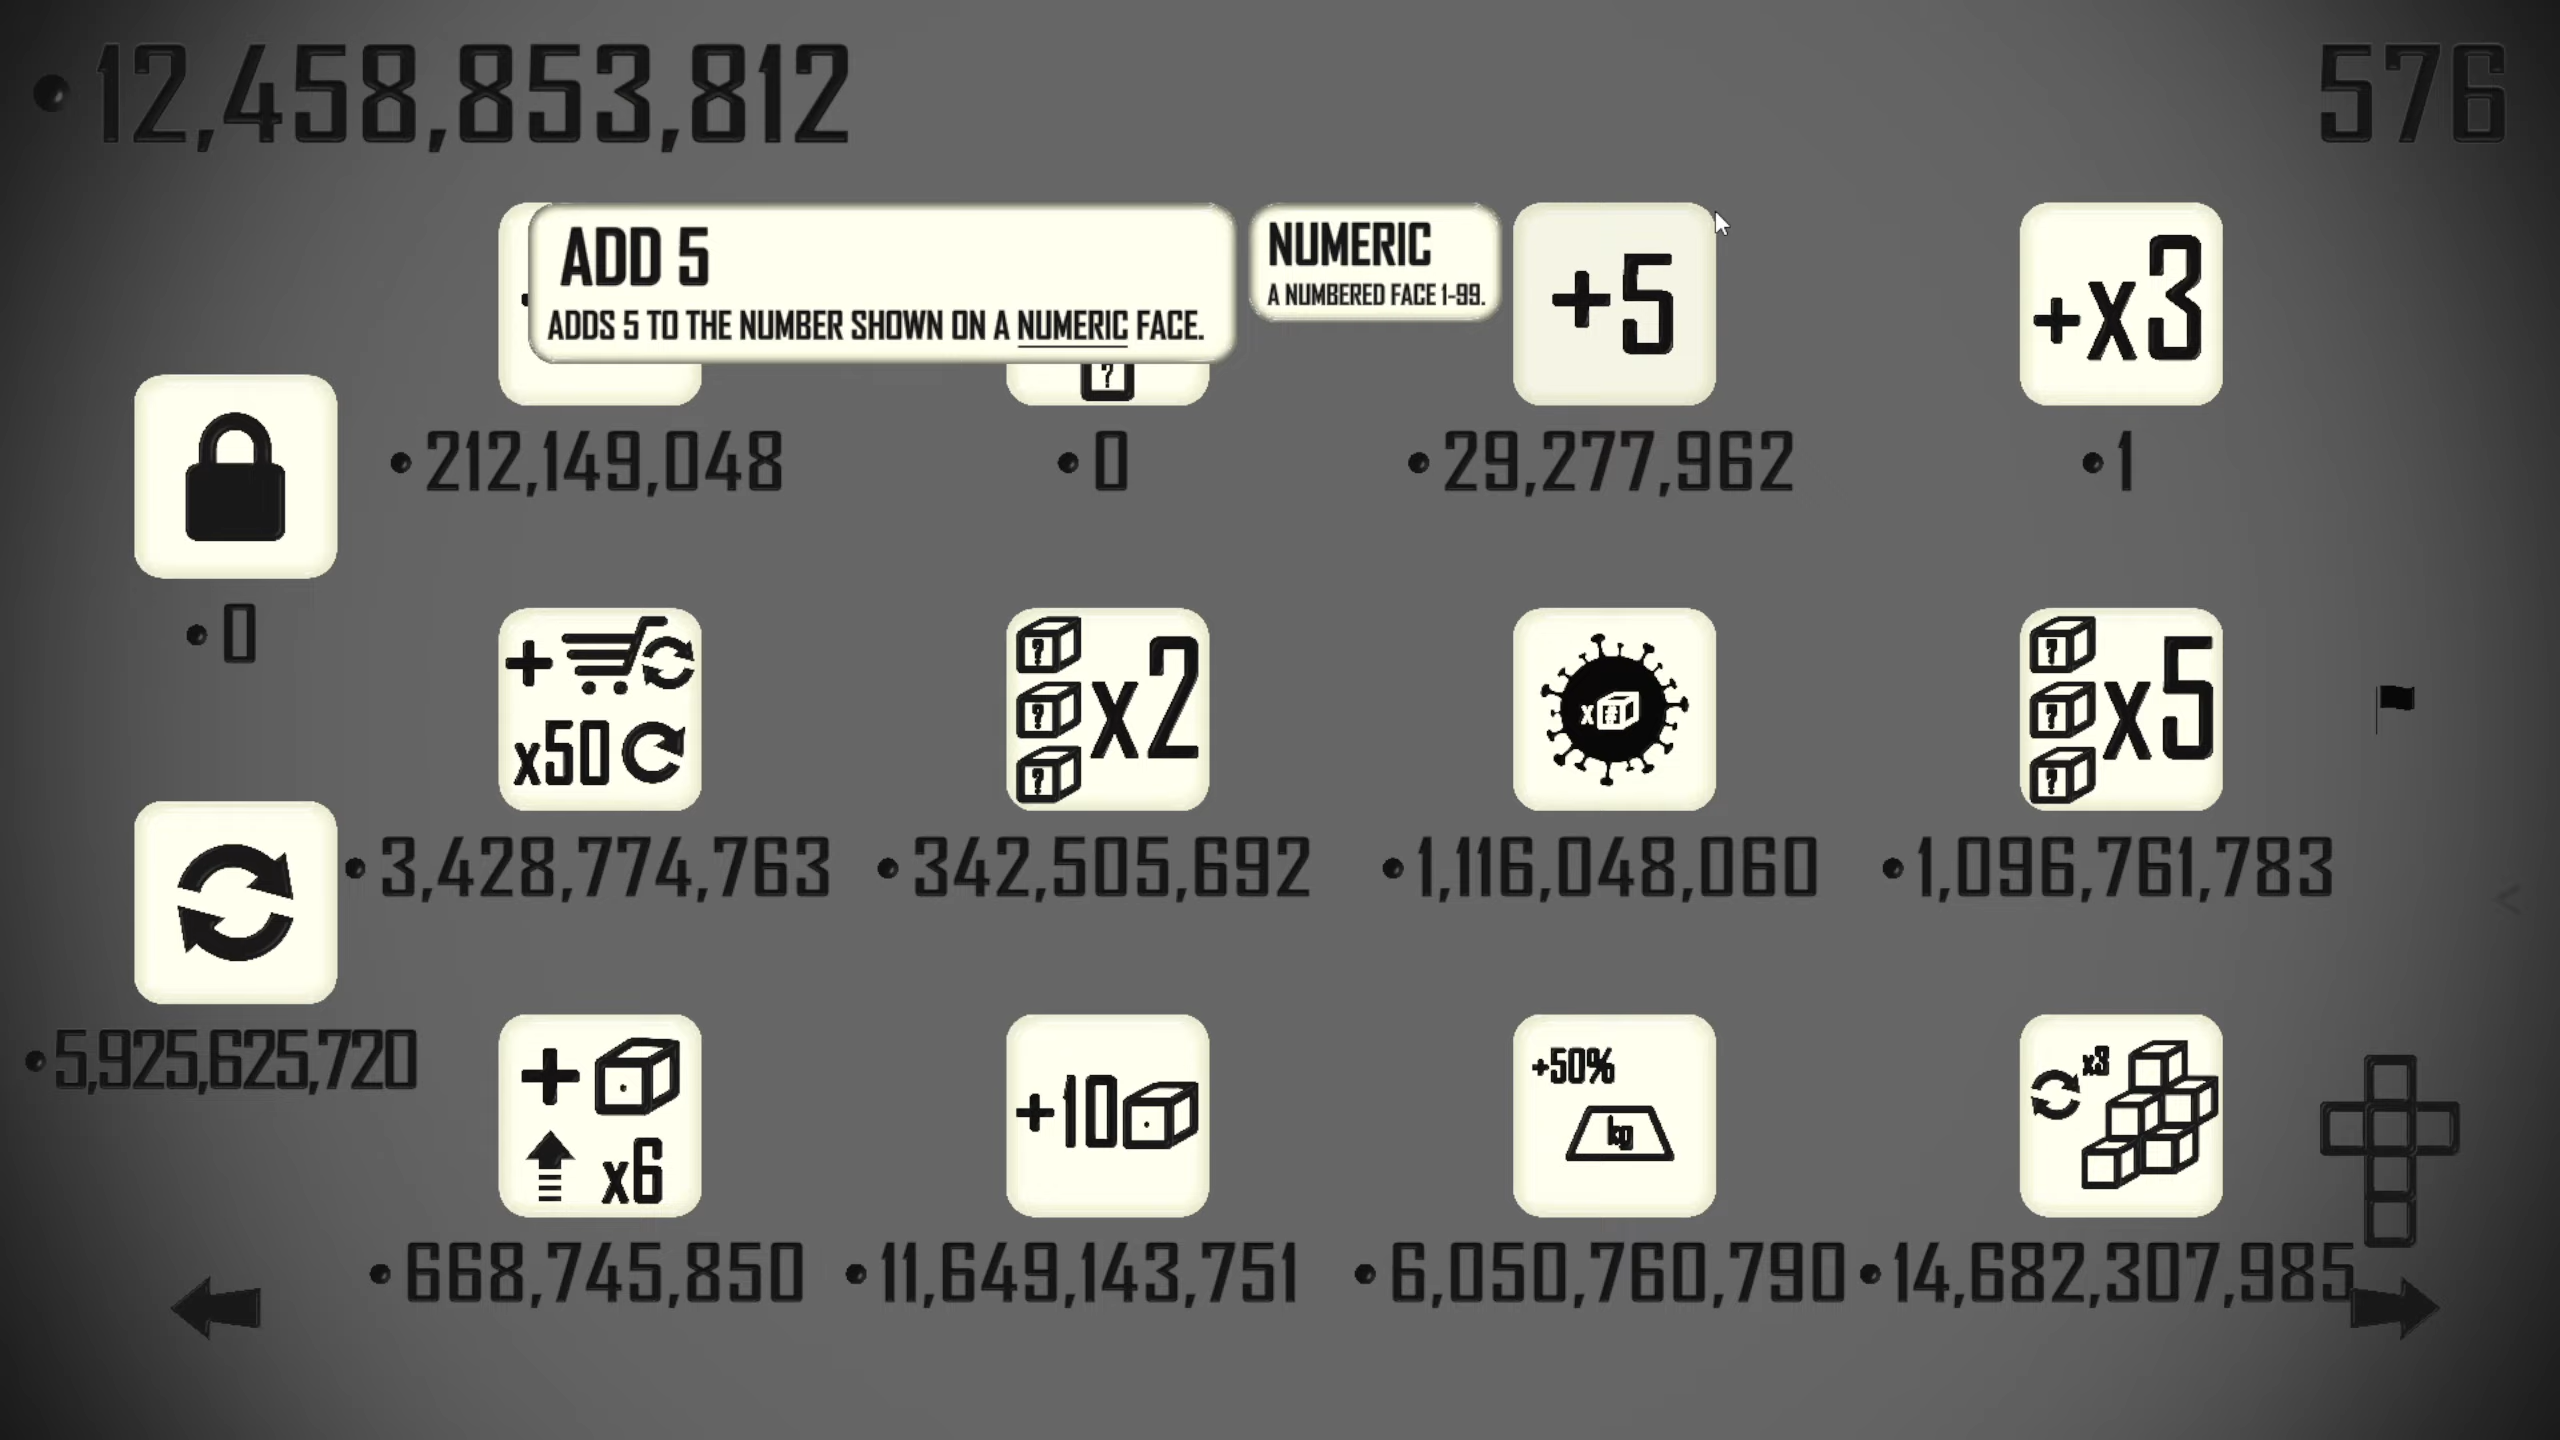 12,458,853,812
576
ADD 5
ADDS 5 TO THE NUMBER SHOWN ON A NUMERIC FACE.
NUMERIC
A NUMBERED FACE 1-99.
+5
+x3
?
212,149,048
0
29,277,962
1
0
+
x50
? ? ? x2
x#
? ? ? x5
3,428,774,763
342,505,692
1,116,048,060
1,096,761,783
5,925,625,720
+
x6
+10
+50%
kg
x3
668,745,850
11,649,143,751
6,050,760,790
14,682,307,985